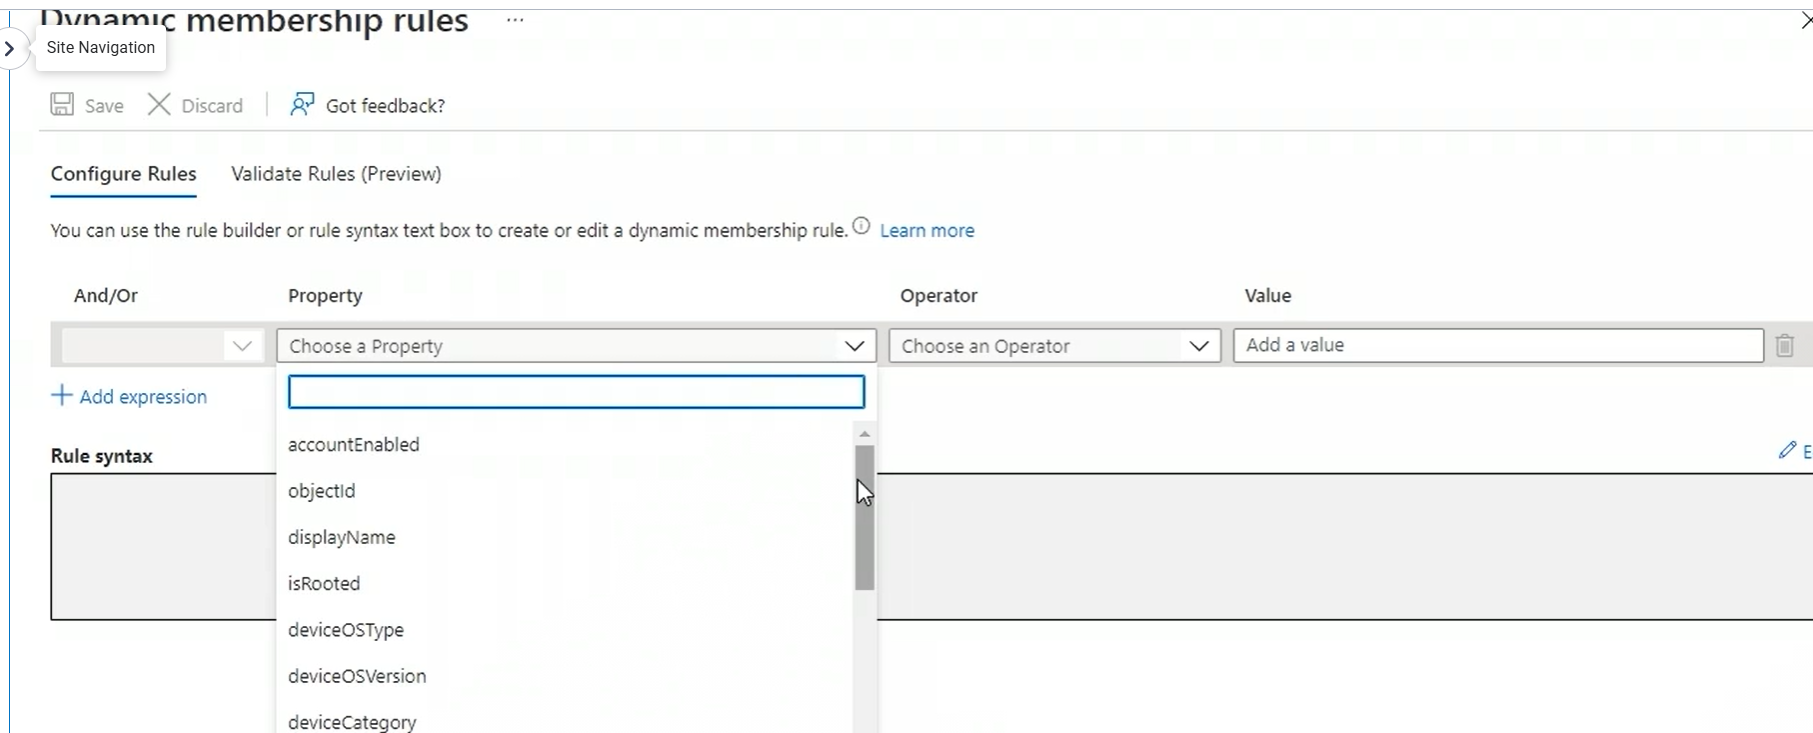 Dynamic membership rules ...
Site Navigation
Save Discard Got feedback?
Configure Rules Validate Rules (Preview)
You can use the rule builder or rule syntax text box to create or edit a dynamic membership rule. Learn more
And/Or Property Operator Value
Choose a Property Choose an Operator Add a value
+ Add expression
accountEnabled
Rule syntax
objectId
displayName
isRooted
deviceOSType
deviceOSVersion
deviceCategory